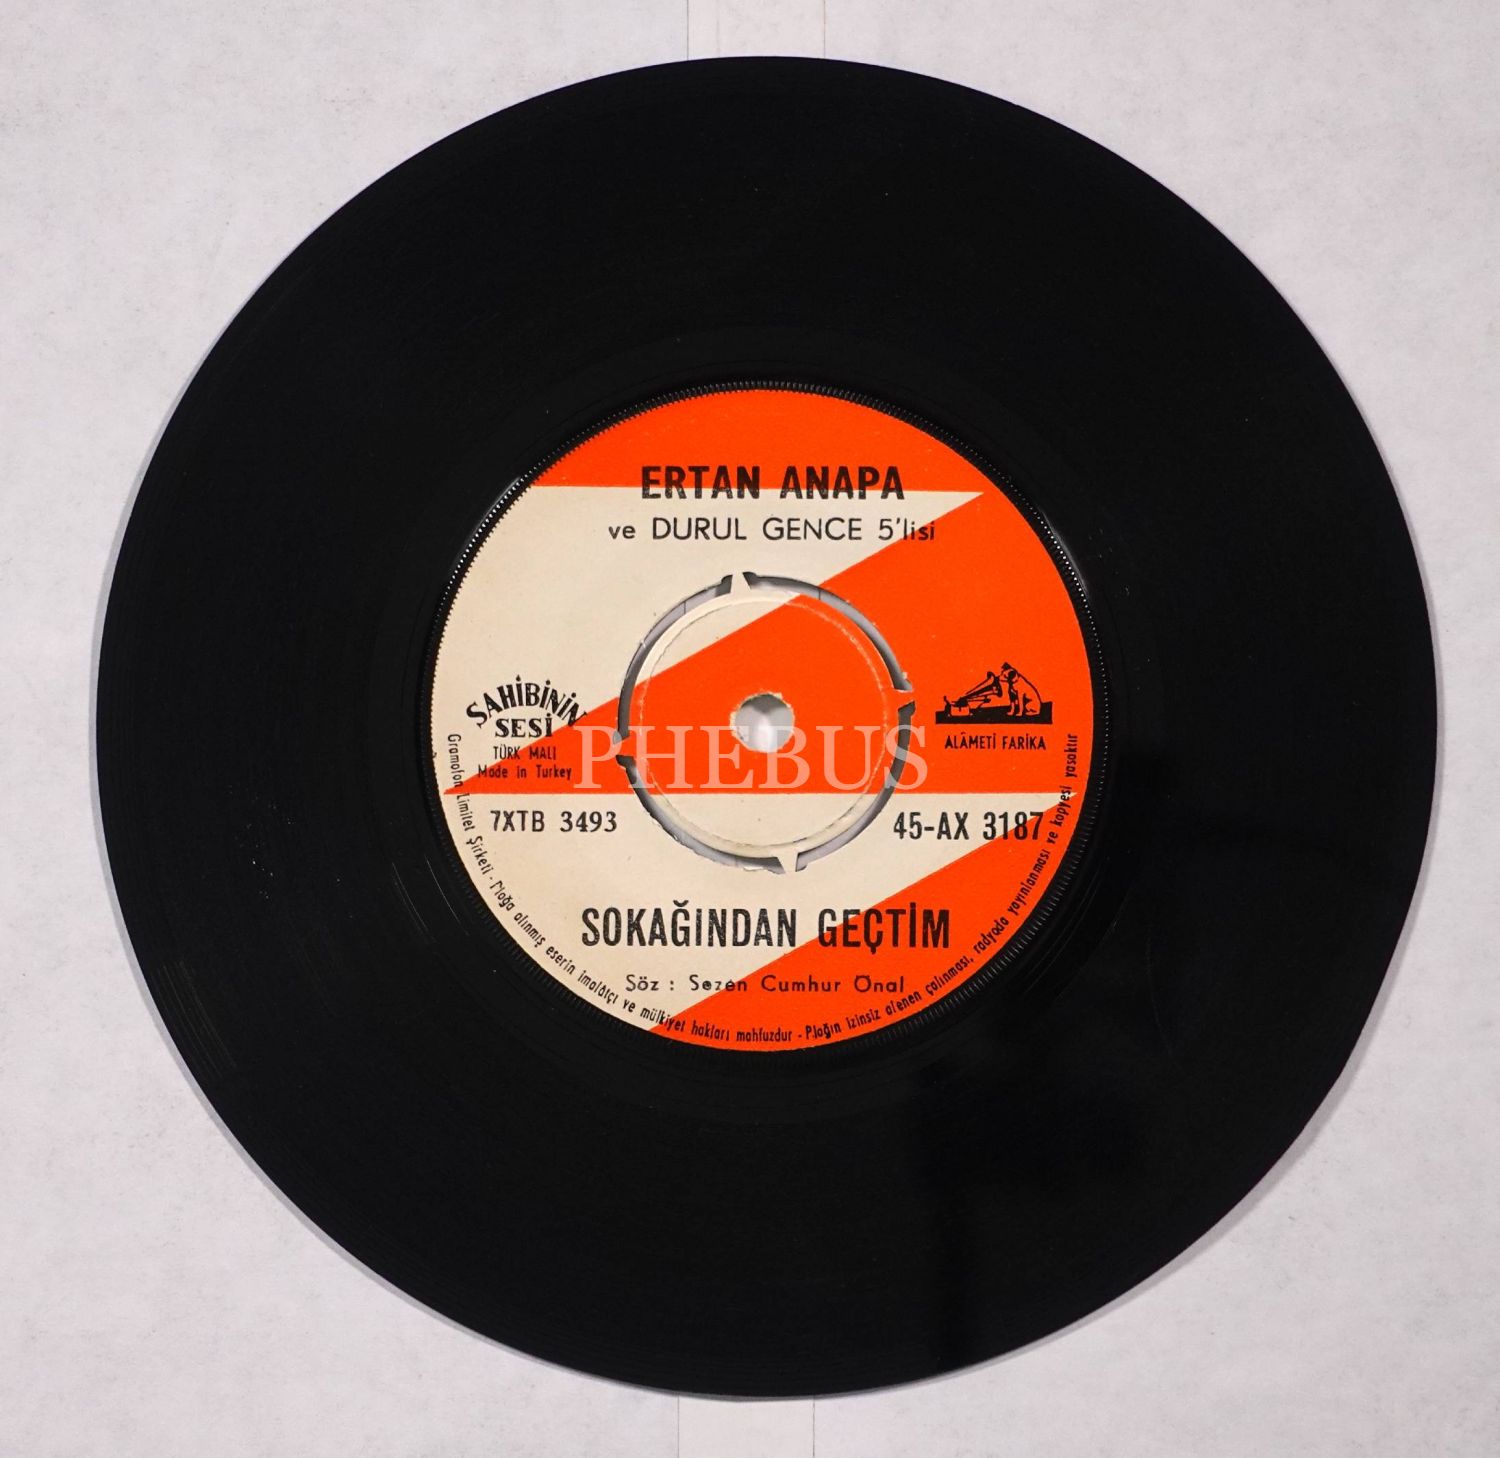 ERTAN ANAPA
ve DURUL GENCE 5'lisi
SAHİBİNİN
SESİ
TÜRK MALI
Made in Turkey
ALÂMETİ FARİKA
PHEBUS
7XTB 3493
45-AX 3187
SOKAĞINDAN GEÇTİM
Söz : Sezen Cumhur Önal
Gramofon Limitet Şirketi - Plağa alınmış eserin imalâtçı ve mülkiyet hakları mahfuzdur - Plağın izinsiz alenen çalınması, radyoda yayınlanması ve kopyesi yasaktır